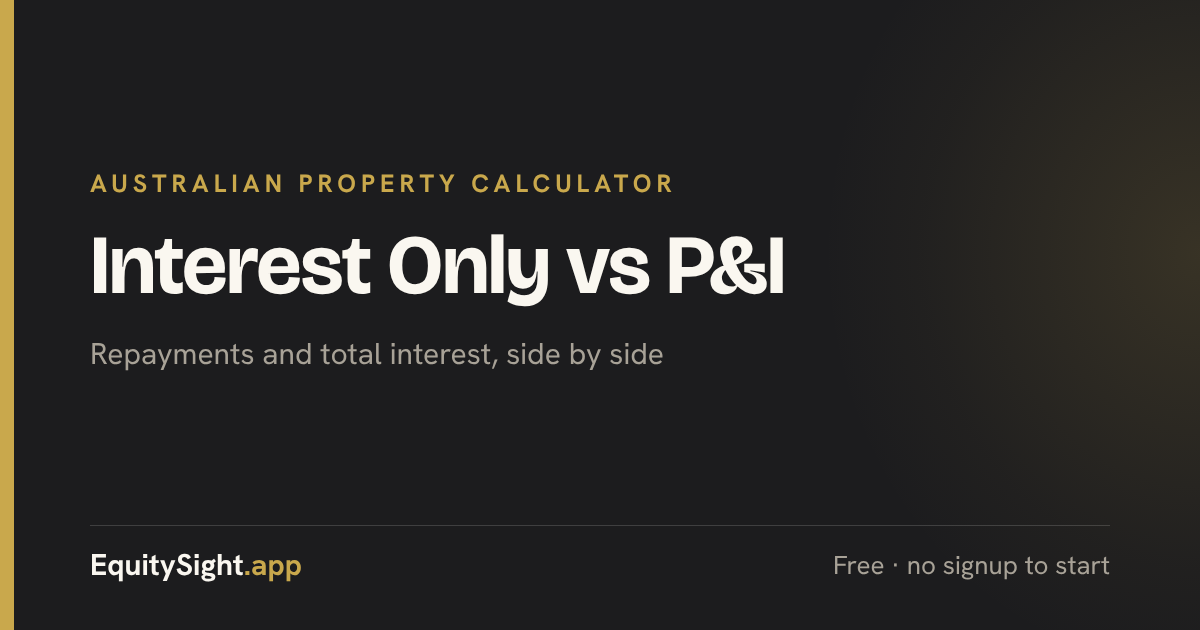 AUSTRALIAN PROPERTY CALCULATOR
Interest Only vs P&I
Repayments and total interest, side by side
EquitySight.app
Free · no signup to start